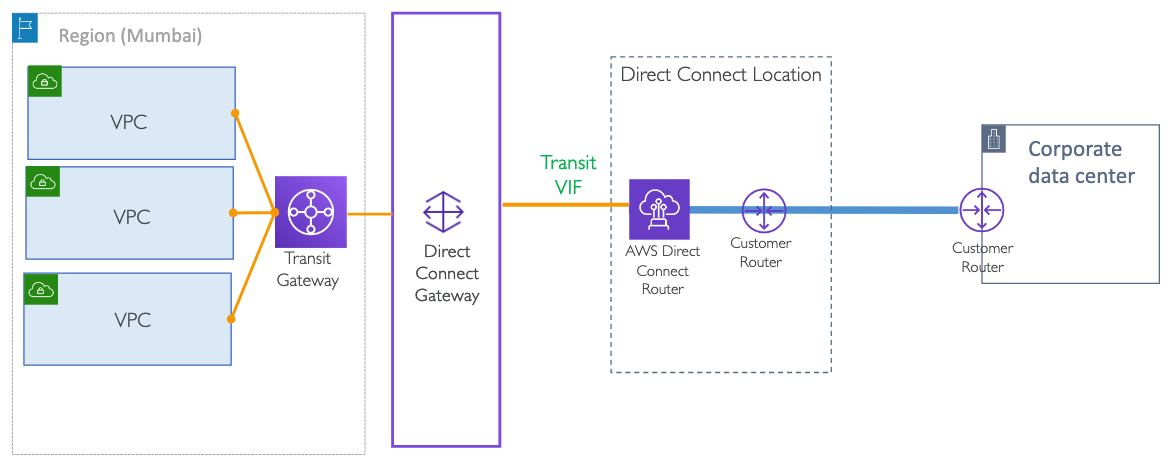 Region (Mumbai)
VPC
VPC
VPC
Transit
Gateway
Direct
Connect
Gateway
Transit
VIF
Direct Connect Location
AWS Direct
Connect
Router
Customer
Router
Corporate
data center
Customer
Router